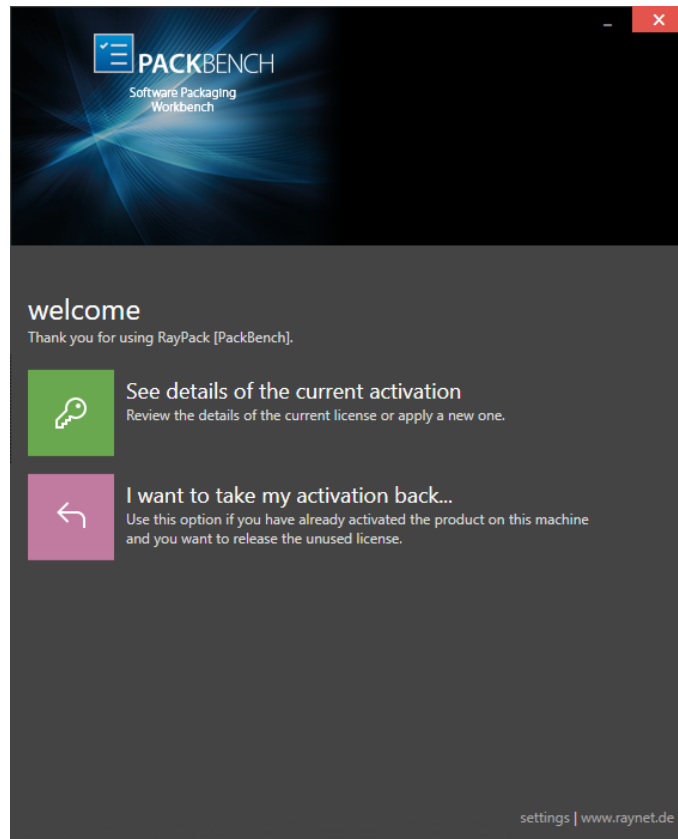 PACKBENCH
Software Packaging
Workbench
welcome
Thank you for using RayPack [PackBench].
See details of the current activation
Review the details of the current license or apply a new one.
I want to take my activation back...
Use this option if you have already activated the product on this machine
and you want to release the unused license.
settings | www.raynet.de